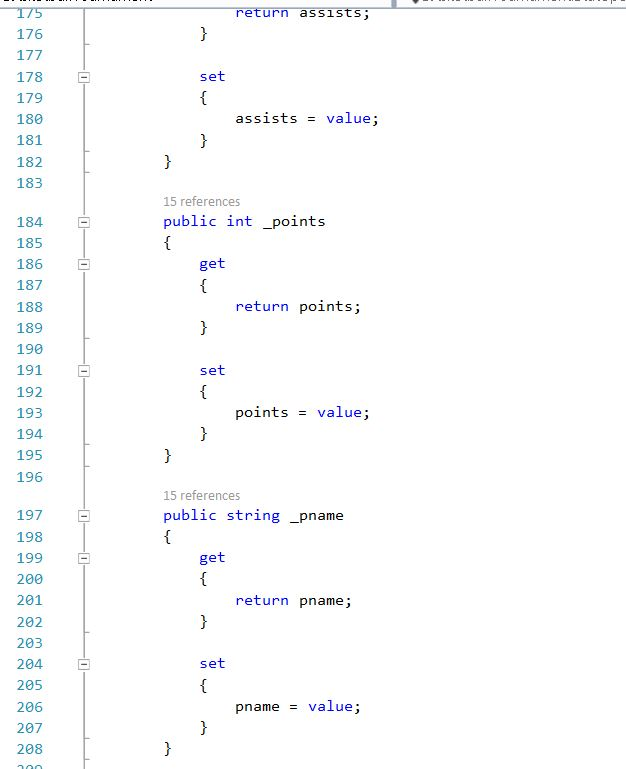 175 return assists;
176 }
177
178 set
179 {
180 assists = value;
181 }
182 }
183
15 references
184 public int _points
185 {
186 get
187 {
188 return points;
189 }
190
191 set
192 {
193 points = value;
194 }
195 }
196
15 references
197 public string _pname
198 {
199 get
200 {
201 return pname;
202 }
203
204 set
205 {
206 pname = value;
207 }
208 }
209